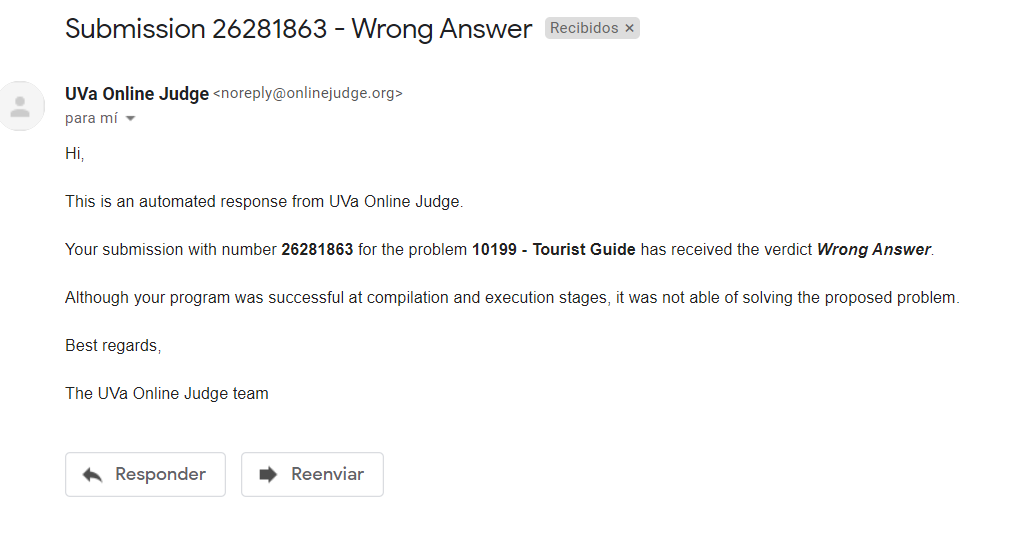 Submission 26281863 - Wrong Answer Recibidos ×
UVa Online Judge <noreply@onlinejudge.org>
para mí
Hi,
This is an automated response from UVa Online Judge.
Your submission with number 26281863 for the problem 10199 - Tourist Guide has received the verdict Wrong Answer.
Although your program was successful at compilation and execution stages, it was not able of solving the proposed problem.
Best regards,
The UVa Online Judge team
Responder Reenviar